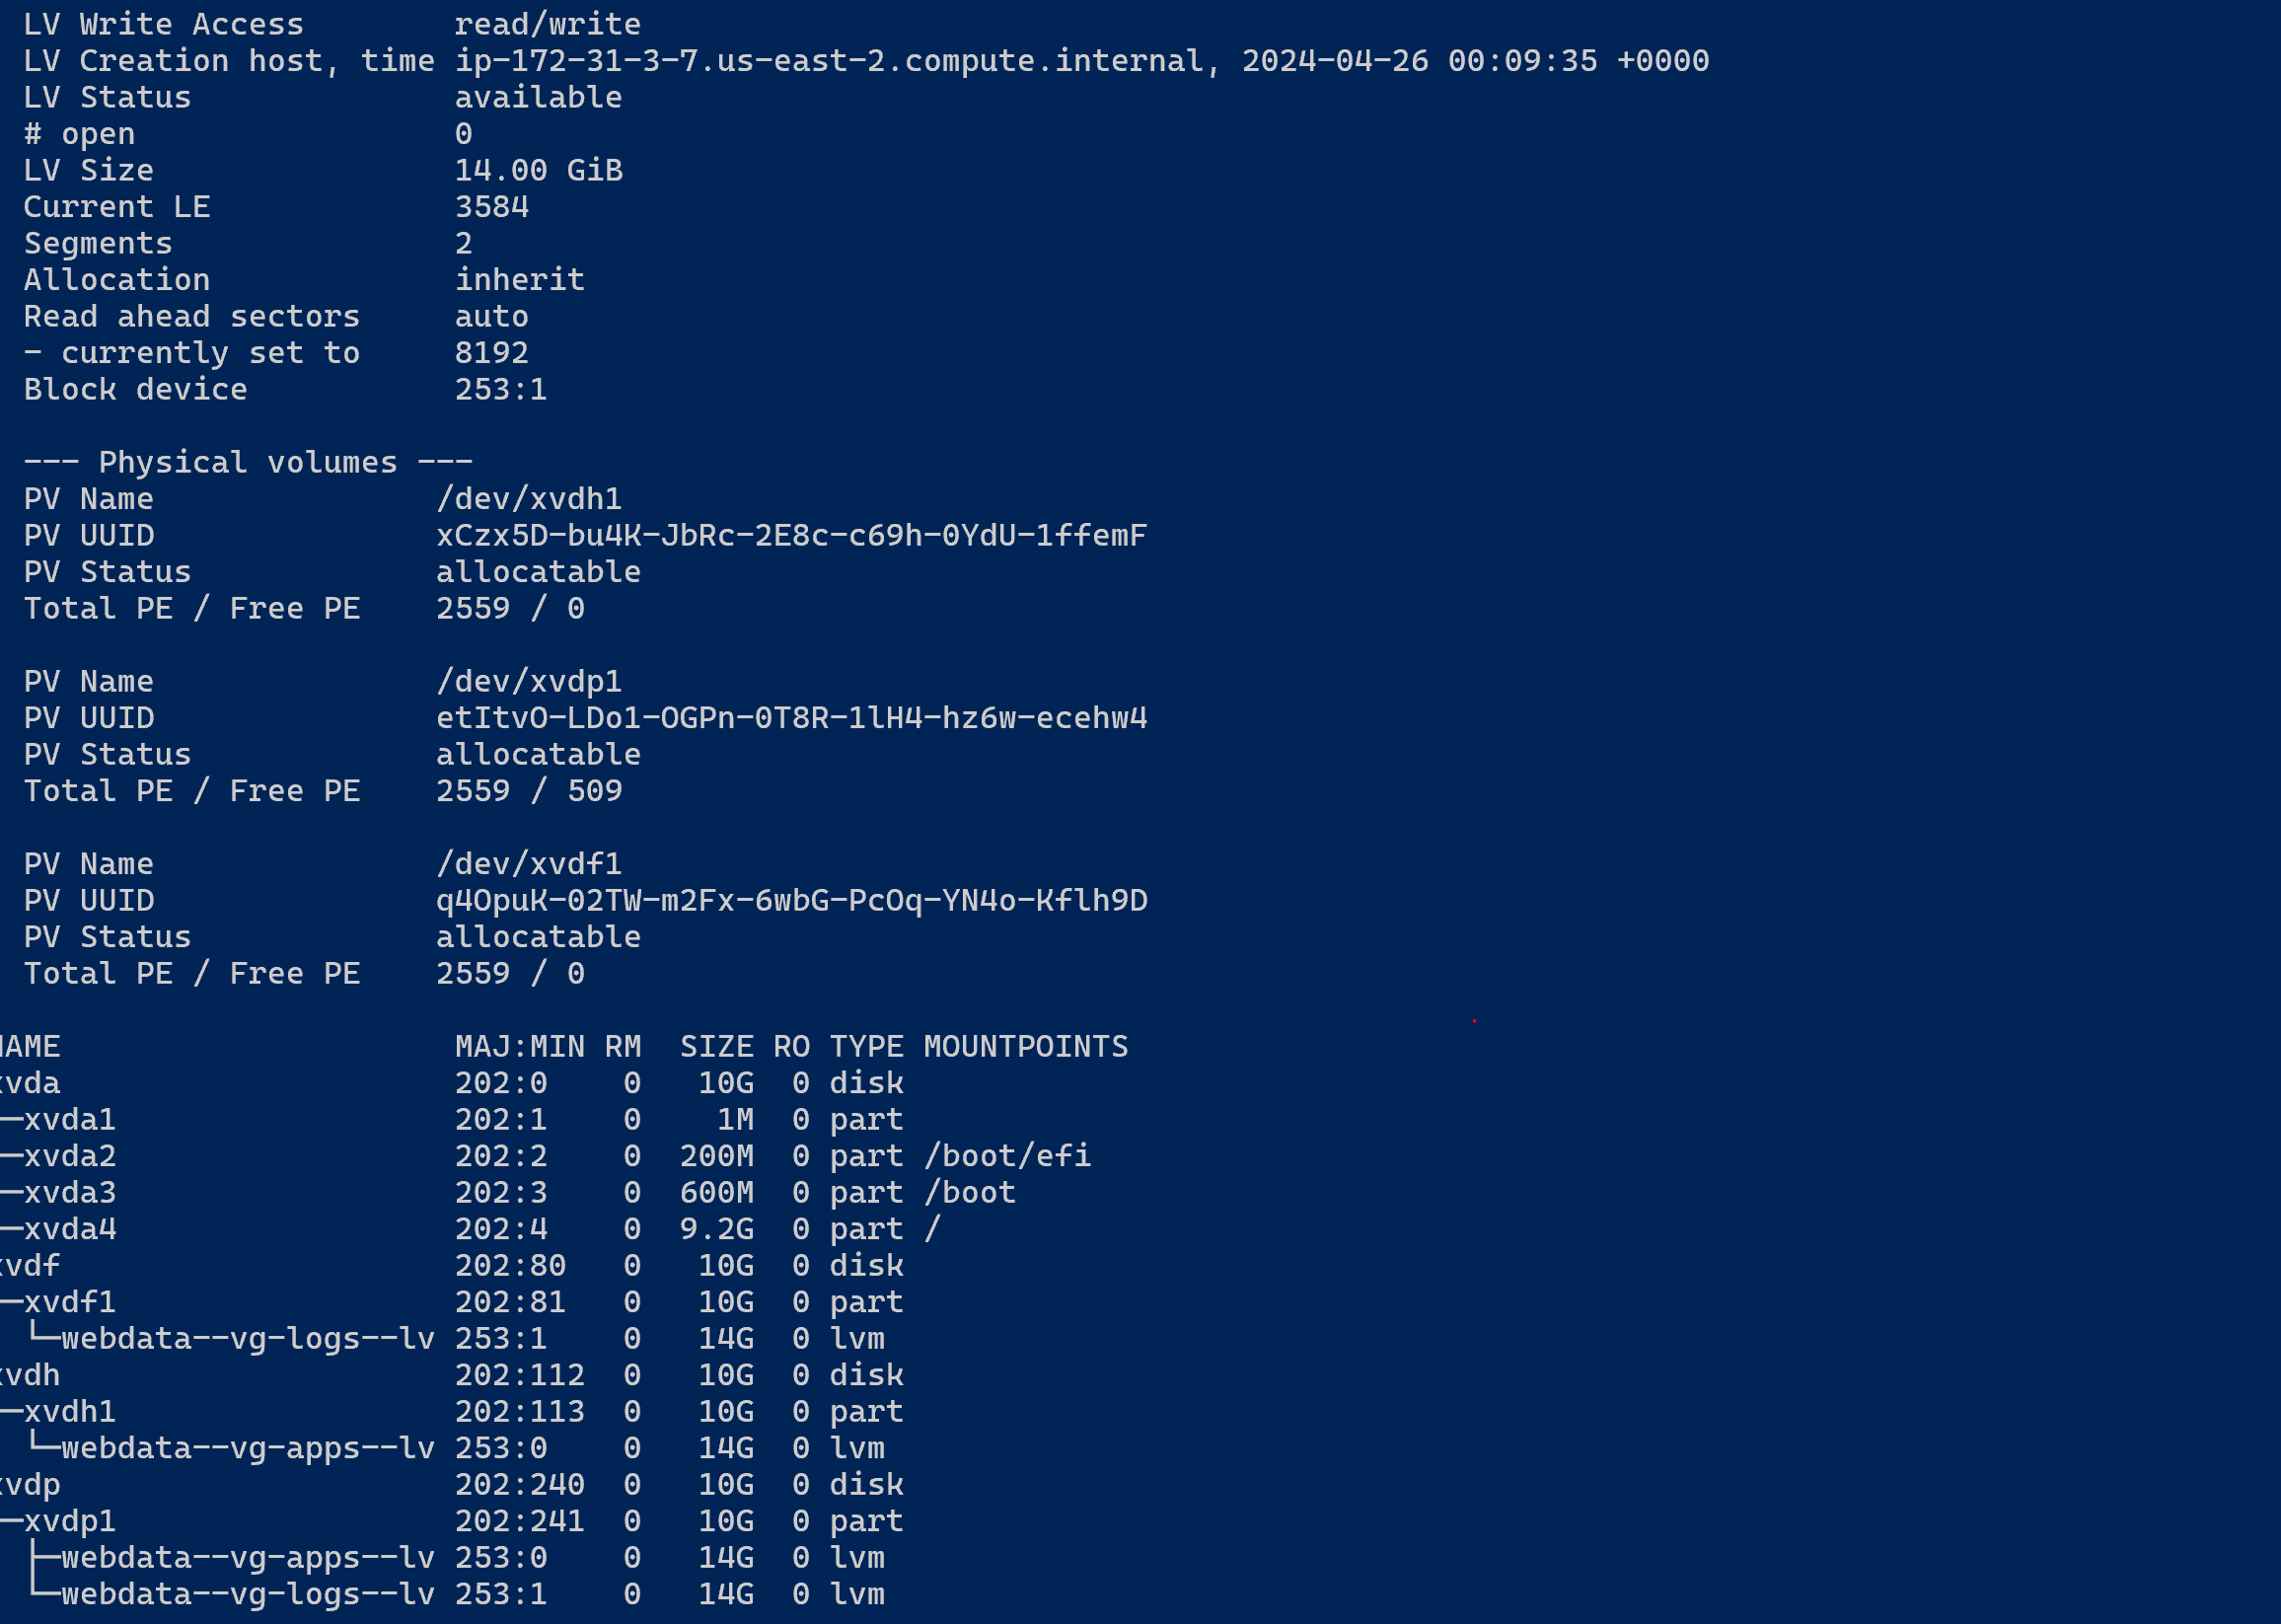 LV Write Access        read/write
LV Creation host, time ip-172-31-3-7.us-east-2.compute.internal, 2024-04-26 00:09:35 +0000
LV Status              available
# open                 0
LV Size                14.00 GiB
Current LE             3584
Segments               2
Allocation             inherit
Read ahead sectors     auto
- currently set to     8192
Block device           253:1
--- Physical volumes ---
PV Name               /dev/xvdh1
PV UUID               xCzx5D-bu4K-JbRc-2E8c-c69h-0YdU-1ffemF
PV Status             allocatable
Total PE / Free PE    2559 / 0
PV Name               /dev/xvdp1
PV UUID               etItvO-LDo1-OGPn-0T8R-1lH4-hz6w-ecehw4
PV Status             allocatable
Total PE / Free PE    2559 / 509
PV Name               /dev/xvdf1
PV UUID               q4OpuK-02TW-m2Fx-6wbG-PcOq-YN4o-Kflh9D
PV Status             allocatable
Total PE / Free PE    2559 / 0
NAME                     MAJ:MIN RM  SIZE RO TYPE MOUNTPOINTS
xvda                     202:0    0   10G  0 disk
─xvda1                   202:1    0    1M  0 part
─xvda2                   202:2    0  200M  0 part /boot/efi
─xvda3                   202:3    0  600M  0 part /boot
─xvda4                   202:4    0  9.2G  0 part /
xvdf                     202:80   0   10G  0 disk
─xvdf1                   202:81   0   10G  0 part
└─webdata--vg-logs--lv 253:1    0   14G  0 lvm
xvdh                     202:112  0   10G  0 disk
─xvdh1                   202:113  0   10G  0 part
└─webdata--vg-apps--lv 253:0    0   14G  0 lvm
xvdp                     202:240  0   10G  0 disk
─xvdp1                   202:241  0   10G  0 part
├─webdata--vg-apps--lv 253:0    0   14G  0 lvm
└─webdata--vg-logs--lv 253:1    0   14G  0 lvm